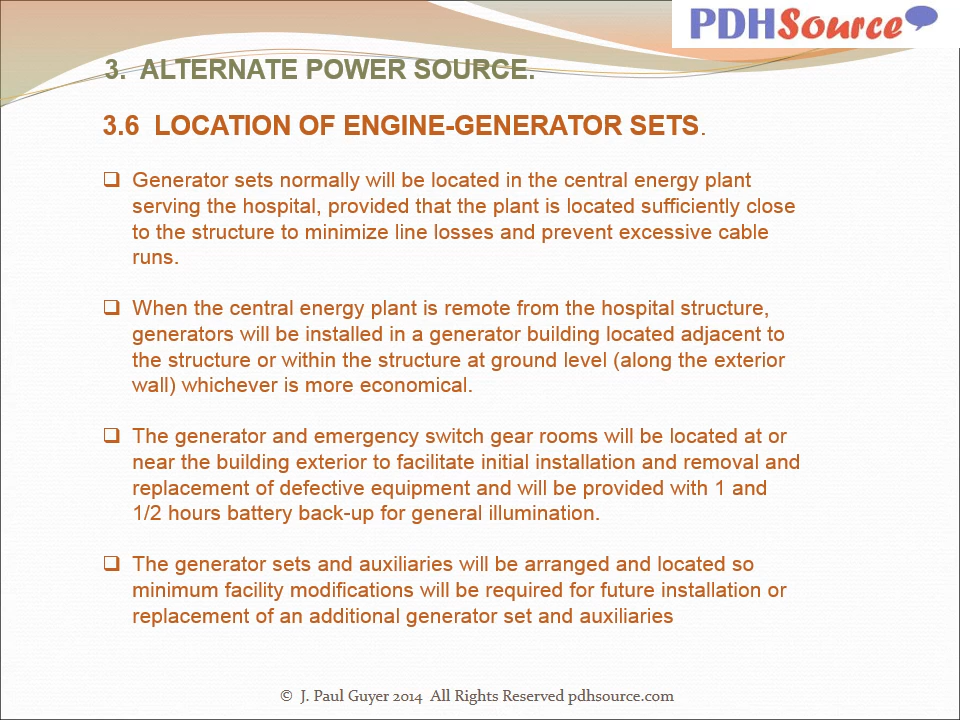 PDHSource
3.  ALTERNATE POWER SOURCE.
3.6  LOCATION OF ENGINE-GENERATOR SETS.
❑ Generator sets normally will be located in the central energy plant
serving the hospital, provided that the plant is located sufficiently close
to the structure to minimize line losses and prevent excessive cable
runs.
❑ When the central energy plant is remote from the hospital structure,
generators will be installed in a generator building located adjacent to
the structure or within the structure at ground level (along the exterior
wall) whichever is more economical.
❑ The generator and emergency switch gear rooms will be located at or
near the building exterior to facilitate initial installation and removal and
replacement of defective equipment and will be provided with 1 and
1/2 hours battery back-up for general illumination.
❑ The generator sets and auxiliaries will be arranged and located so
minimum facility modifications will be required for future installation or
replacement of an additional generator set and auxiliaries
© J. Paul Guyer 2014  All Rights Reserved pdhsource.com